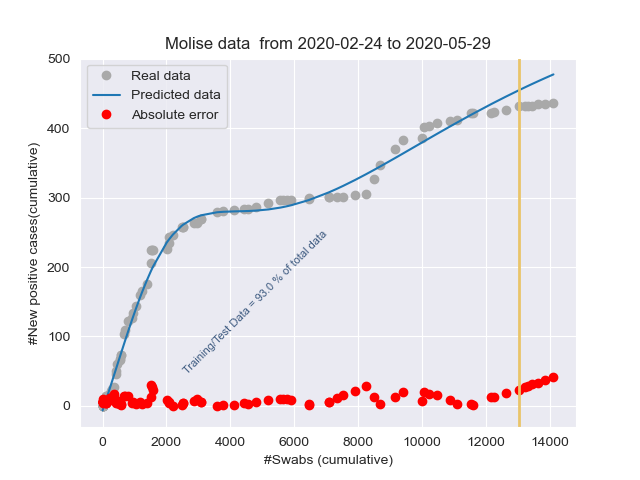 Molise data  from 2020-02-24 to 2020-05-29
Real data
Predicted data
Absolute error
#New positive cases(cumulative)
500
400
300
200
100
0
Training/Test Data = 93.0 % of total data
0 2000 4000 6000 8000 10000 12000 14000
#Swabs (cumulative)